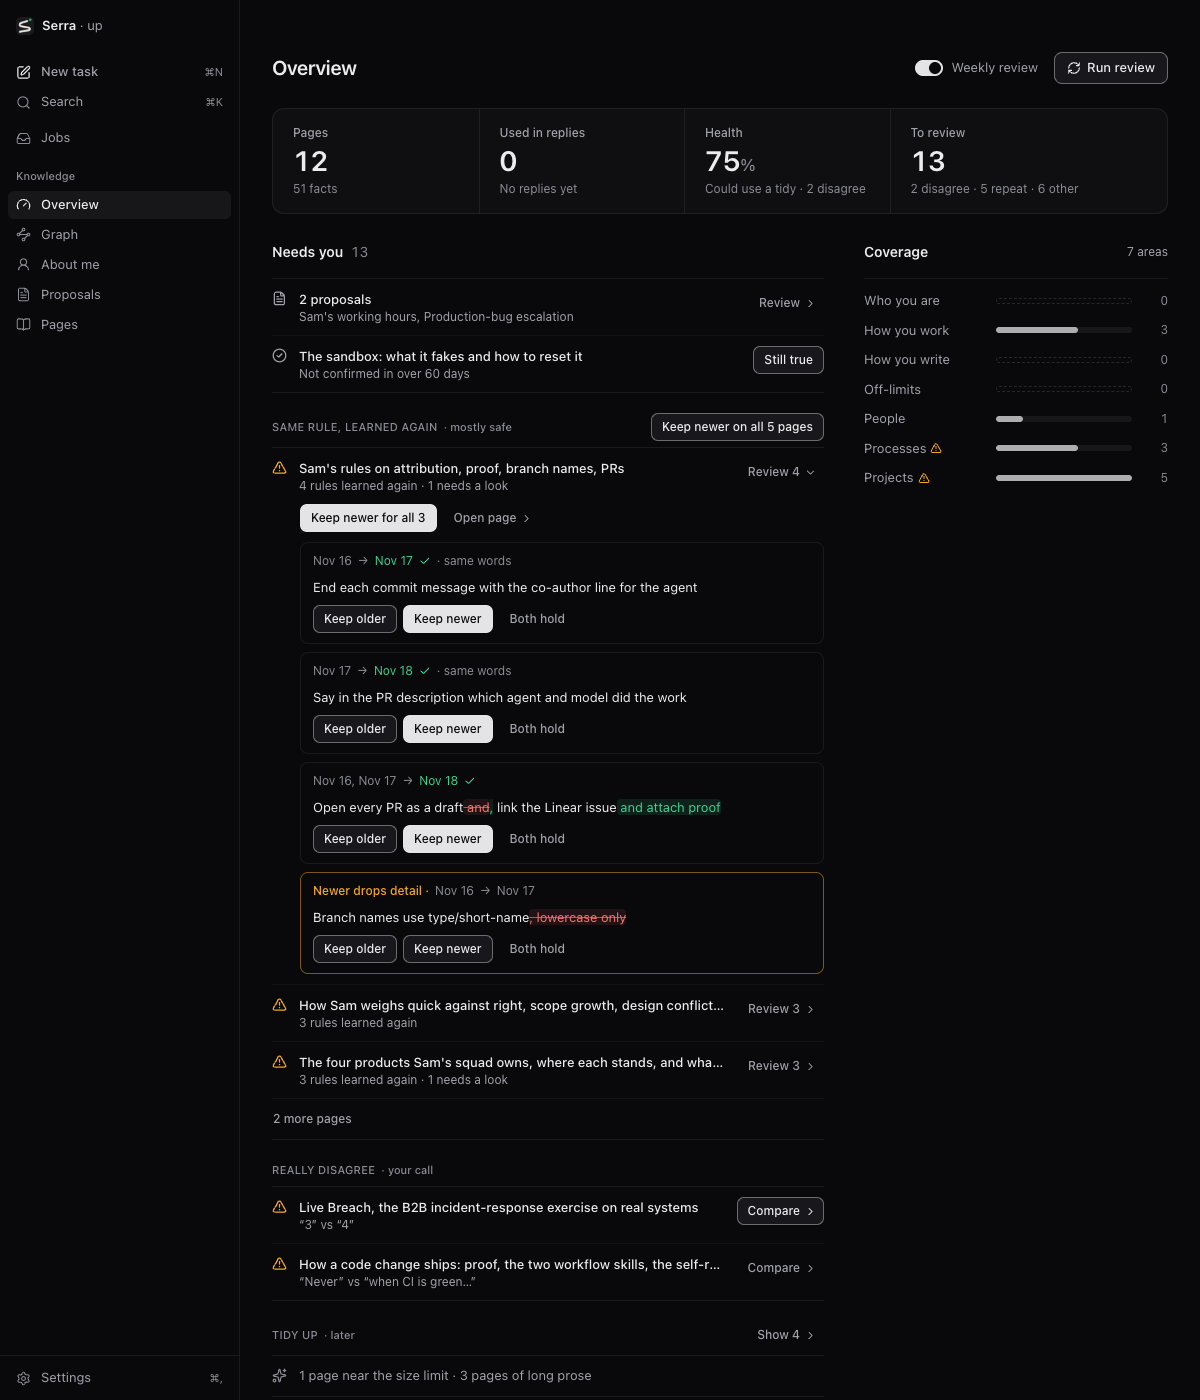 Serra · up
New task ⌘N
Search ⌘K
Jobs
Knowledge
Overview
Graph
About me
Proposals
Pages
Settings ⌘,
Overview
Weekly review
Run review
Pages
12
51 facts
Used in replies
0
No replies yet
Health
75%
Could use a tidy · 2 disagree
To review
13
2 disagree · 5 repeat · 6 other
Needs you 13
2 proposals
Sam's working hours, Production-bug escalation
Review
The sandbox: what it fakes and how to reset it
Not confirmed in over 60 days
Still true
SAME RULE, LEARNED AGAIN · mostly safe
Keep newer on all 5 pages
Sam's rules on attribution, proof, branch names, PRs
4 rules learned again · 1 needs a look
Review 4
Keep newer for all 3
Open page
Nov 16 → Nov 17 ✓ · same words
End each commit message with the co-author line for the agent
Keep older Keep newer Both hold
Nov 17 → Nov 18 ✓ · same words
Say in the PR description which agent and model did the work
Keep older Keep newer Both hold
Nov 16, Nov 17 → Nov 18 ✓
Open every PR as a draft and, link the Linear issue and attach proof
Keep older Keep newer Both hold
Newer drops detail · Nov 16 → Nov 17
Branch names use type/short-name, lowercase only
Keep older Keep newer Both hold
How Sam weighs quick against right, scope growth, design conflict...
3 rules learned again
Review 3
The four products Sam's squad owns, where each stands, and wha...
3 rules learned again · 1 needs a look
Review 3
2 more pages
REALLY DISAGREE · your call
Live Breach, the B2B incident-response exercise on real systems
“3” vs “4”
Compare
How a code change ships: proof, the two workflow skills, the self-r...
“Never” vs “when CI is green…”
Compare
TIDY UP · later
Show 4
1 page near the size limit · 3 pages of long prose
Coverage 7 areas
Who you are 0
How you work 3
How you write 0
Off-limits 0
People 1
Processes 3
Projects 5